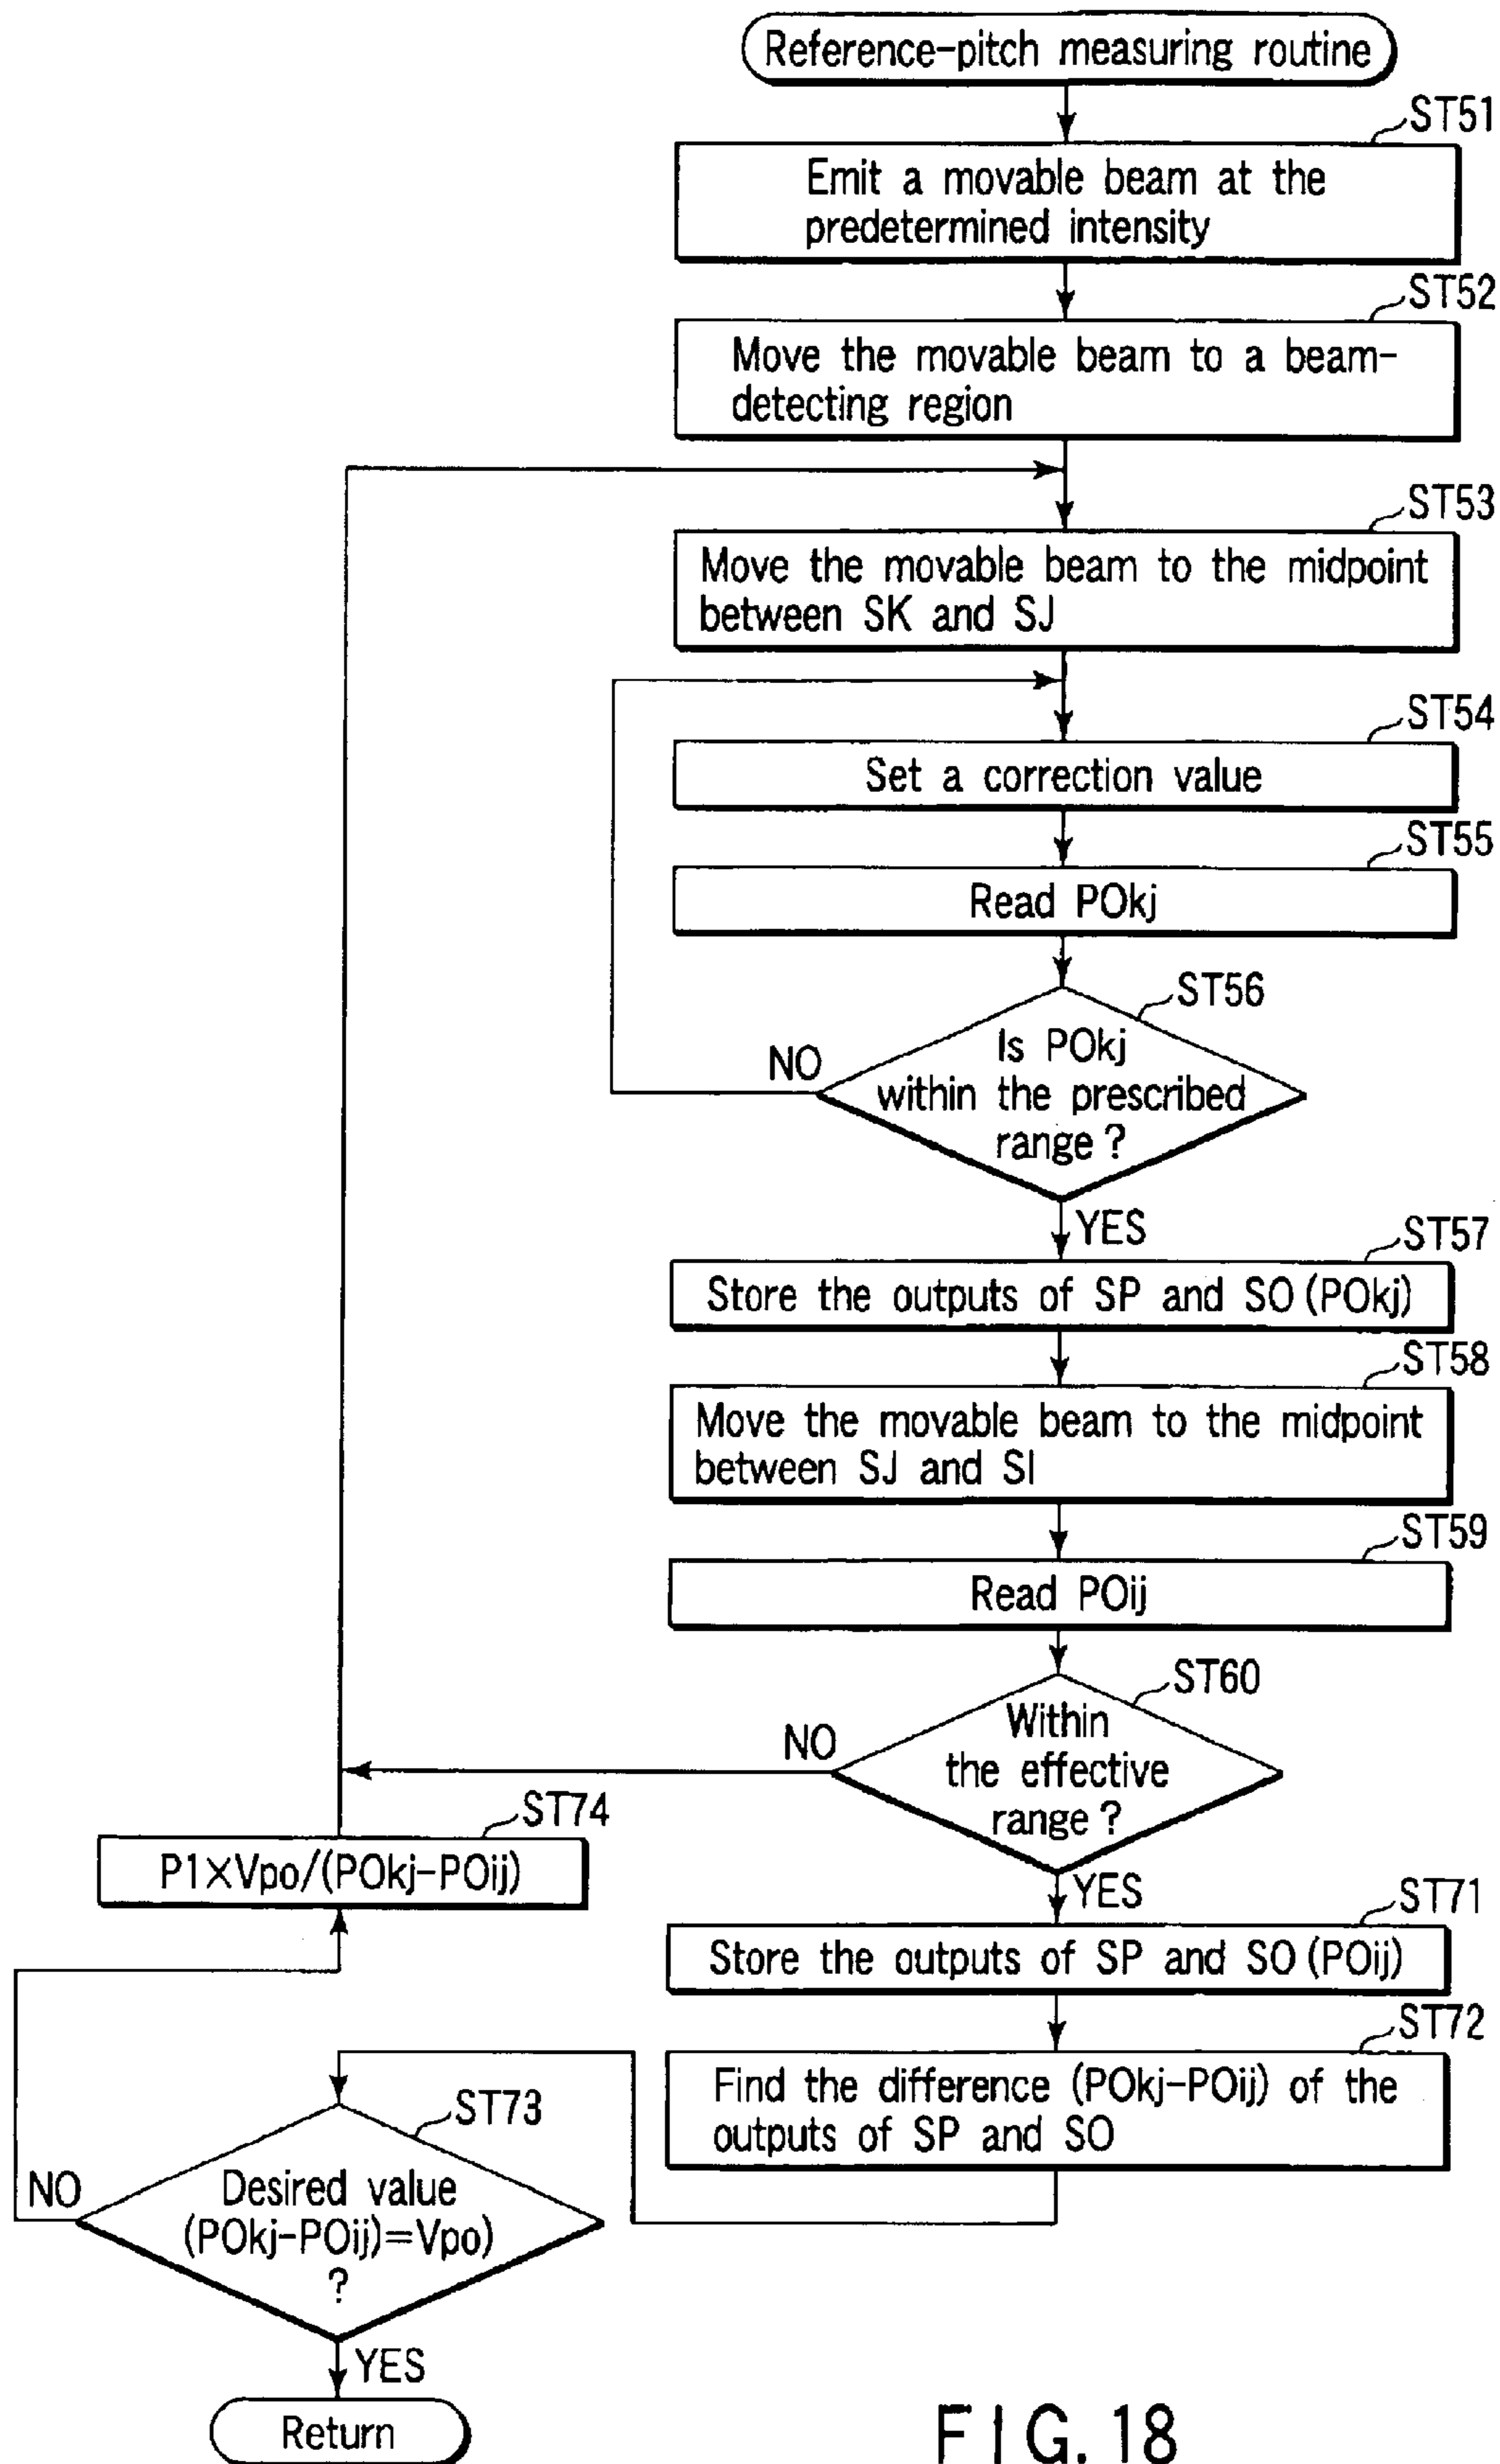 Reference-pitch measuring routine
ST51
Emit a movable beam at the
predetermined intensity
ST52
Move the movable beam to a beam-
detecting region
ST53
Move the movable beam to the midpoint
between SK and SJ
ST54
Set a correction value
ST55
Read POkj
ST56
Is POkj
within the prescribed
range?
NO
YES
ST57
Store the outputs of SP and SO (POkj)
ST58
Move the movable beam to the midpoint
between SJ and SI
ST59
Read POij
ST60
Within
the effective
range?
NO
YES
ST74
P1×Vpo/(POkj-POij)
ST71
Store the outputs of SP and SO (POij)
ST72
Find the difference (POkj-POij) of the
outputs of SP and SO
ST73
Desired value
(POkj-POij)=Vpo)
?
NO
YES
Return
FIG. 18